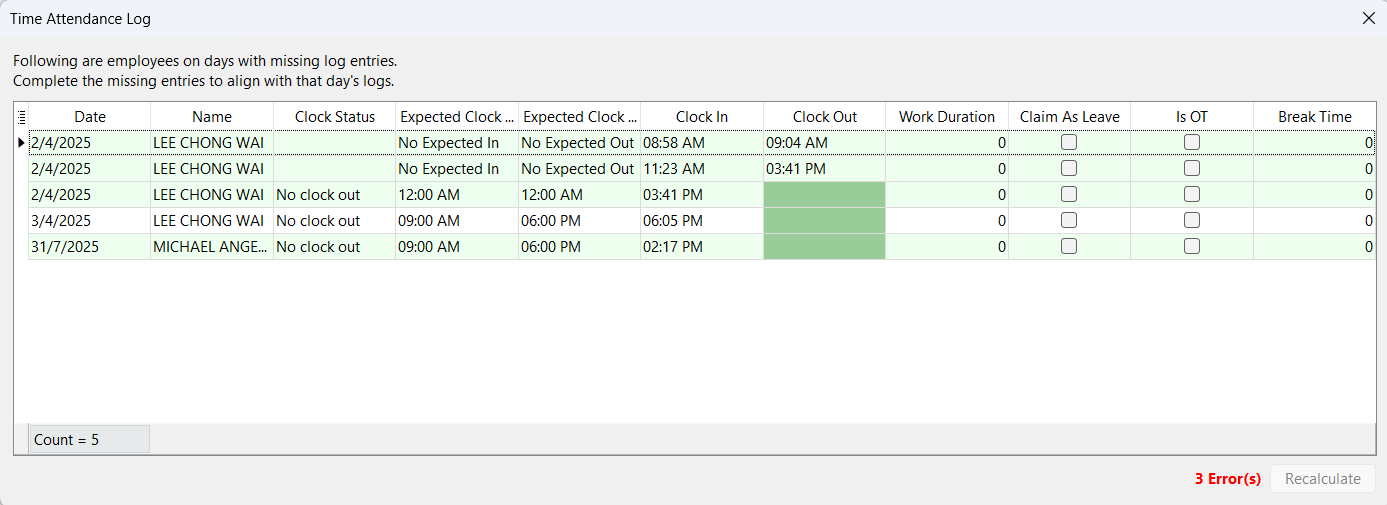 Time Attendance Log
Following are employees on days with missing log entries.
Complete the missing entries to align with that day's logs.
Date Name Clock Status Expected Clock ... Expected Clock ... Clock In Clock Out Work Duration Claim As Leave Is OT Break Time
2/4/2025 LEE CHONG WAI No Expected In No Expected Out 08:58 AM 09:04 AM 0 0
2/4/2025 LEE CHONG WAI No Expected In No Expected Out 11:23 AM 03:41 PM 0 0
2/4/2025 LEE CHONG WAI No clock out 12:00 AM 12:00 AM 03:41 PM 0 0
3/4/2025 LEE CHONG WAI No clock out 09:00 AM 06:00 PM 06:05 PM 0 0
31/7/2025 MICHAEL ANGE... No clock out 09:00 AM 06:00 PM 02:17 PM 0 0
Count = 5
3 Error(s) Recalculate